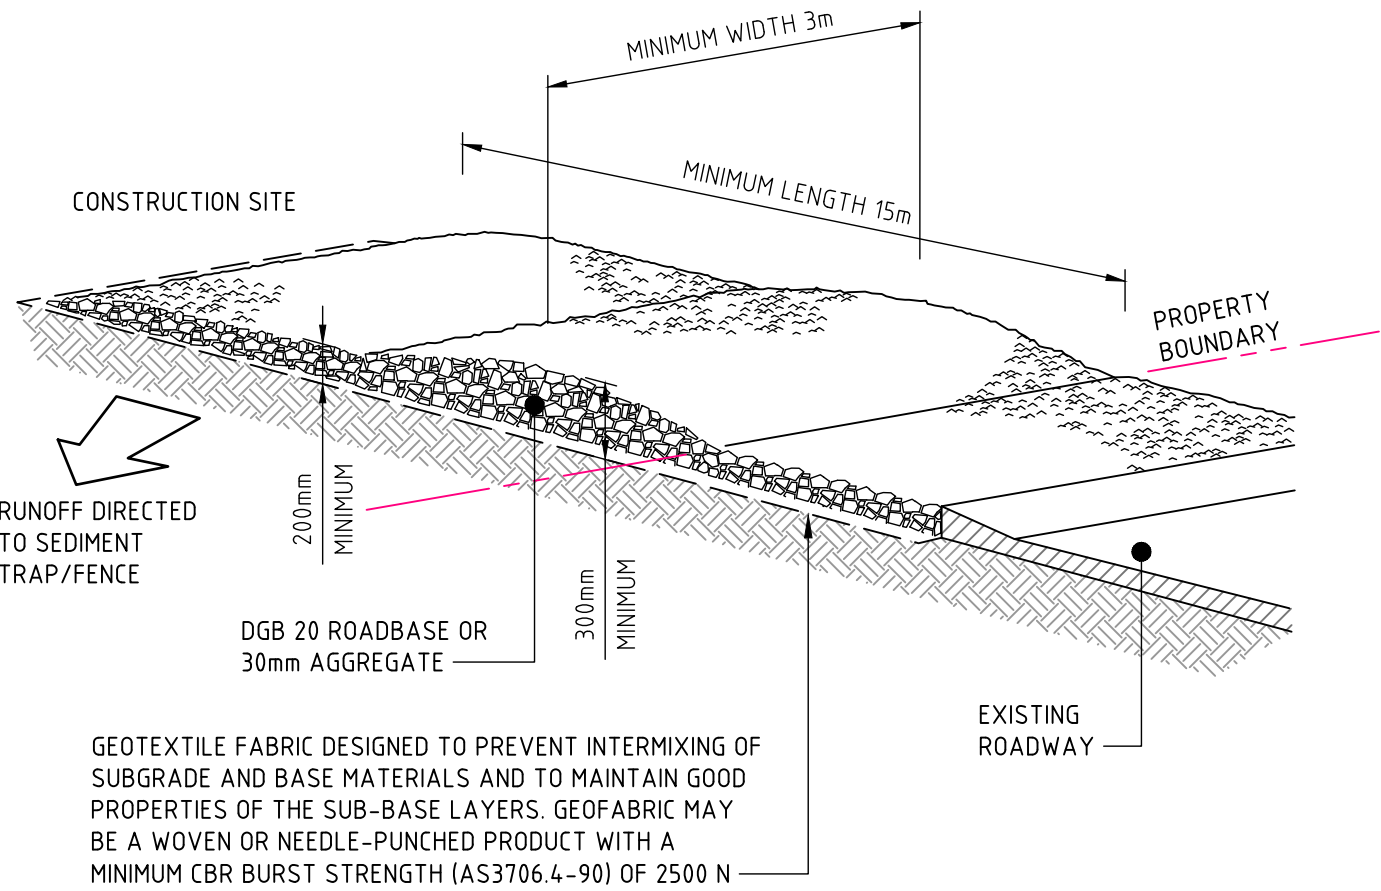 MINIMUM WIDTH 3m
MINIMUM LENGTH 15m
CONSTRUCTION SITE
PROPERTY
BOUNDARY
200mm
MINIMUM
RUNOFF DIRECTED
TO SEDIMENT
TRAP/FENCE
300mm
MINIMUM
DGB 20 ROADBASE OR
30mm AGGREGATE
EXISTING
ROADWAY
GEOTEXTILE FABRIC DESIGNED TO PREVENT INTERMIXING OF
SUBGRADE AND BASE MATERIALS AND TO MAINTAIN GOOD
PROPERTIES OF THE SUB-BASE LAYERS. GEOFABRIC MAY
BE A WOVEN OR NEEDLE-PUNCHED PRODUCT WITH A
MINIMUM CBR BURST STRENGTH (AS3706.4-90) OF 2500 N